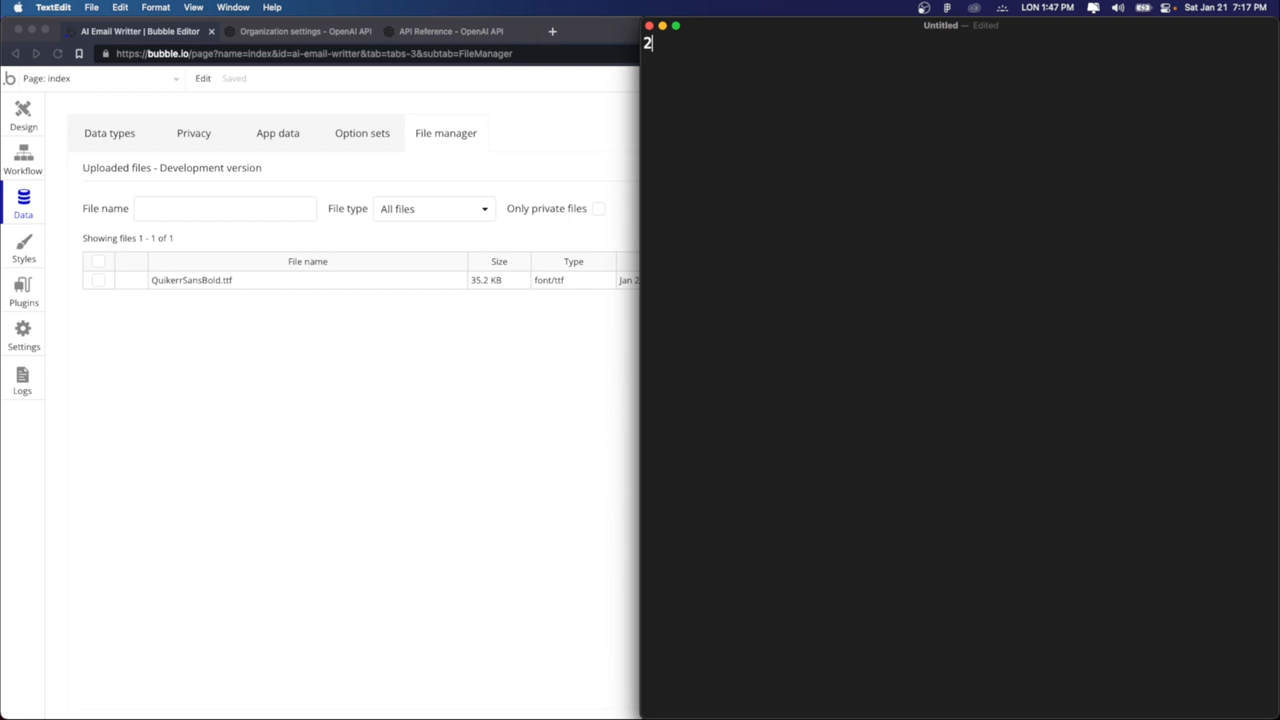 TextEdit File Edit Format View Window Help LON 1:47 PM Sat Jan 21 7:17 PM
AI Email Writter | Bubble Editor Organization settings - OpenAI API API Reference - OpenAI API
Untitled — Edited
https://bubble.io/page?name=index&id=ai-email-writter&tab=tabs-3&subtab=FileManager
2
Page: index Edit Saved
Design
Workflow
Data
Styles
Plugins
Settings
Logs
Data types Privacy App data Option sets File manager
Uploaded files - Development version
File name File type All files Only private files
Showing files 1 - 1 of 1
File name Size Type
QuikerrSansBold.ttf 35.2 KB font/ttf Jan 2